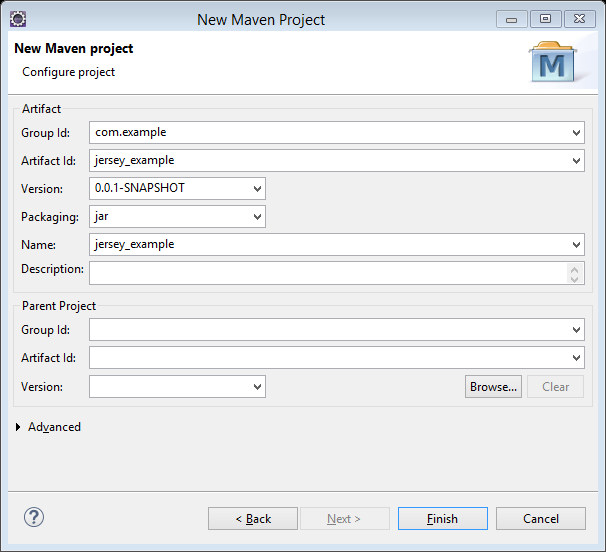 New Maven Project
New Maven project
Configure project
M
Artifact
Group Id: com.example
Artifact Id: jersey_example
Version: 0.0.1-SNAPSHOT
Packaging: jar
Name: jersey_example
Description:
Parent Project
Group Id:
Artifact Id:
Version: Browse... Clear
Advanced
? < Back Next > Finish Cancel